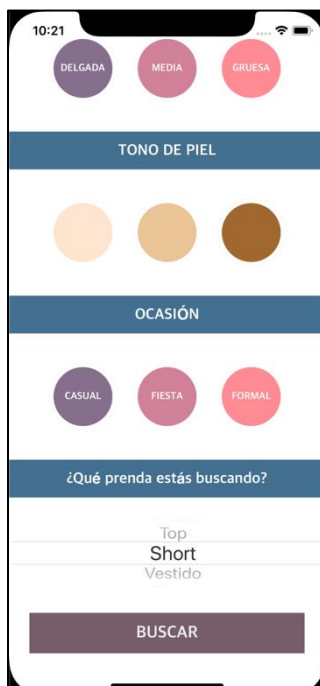 10:21
DELGADA MEDIA GRUESA
TONO DE PIEL
OCASIÓN
CASUAL FIESTA FORMAL
¿Qué prenda estás buscando?
Top
Short
Vestido
BUSCAR